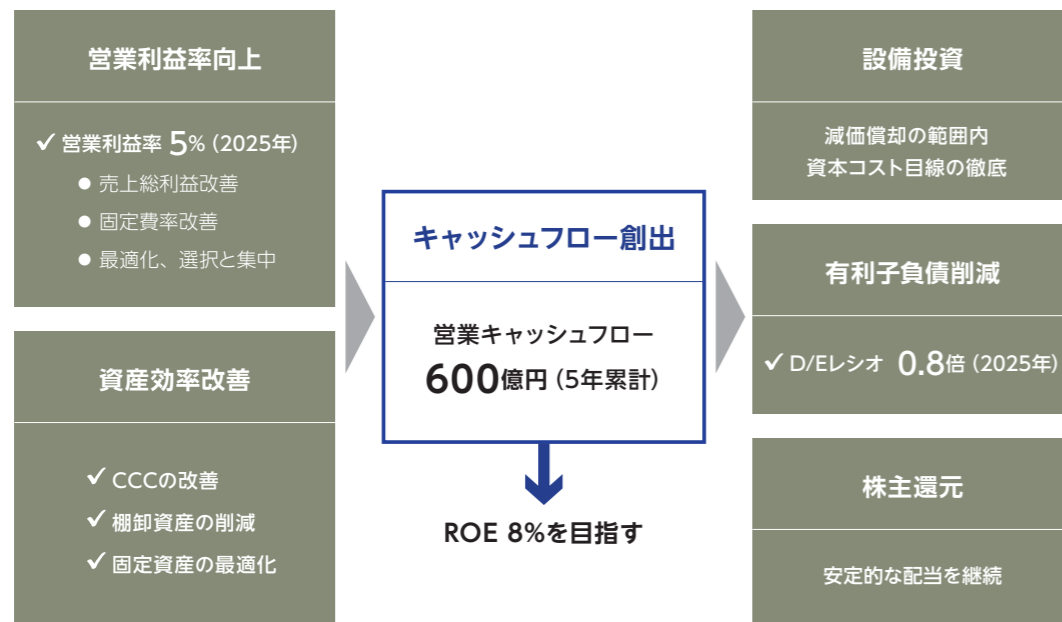 営業利益率向上
✓ 営業利益率 5% (2025年)
● 売上総利益改善
● 固定費率改善
● 最適化、選択と集中
資産効率改善
✓ CCCの改善
✓ 棚卸資産の削減
✓ 固定資産の最適化
キャッシュフロー創出
営業キャッシュフロー
600億円 (5年累計)
ROE 8%を目指す
設備投資
減価償却の範囲内
資本コスト目線の徹底
有利子負債削減
✓ D/Eレシオ 0.8倍 (2025年)
株主還元
安定的な配当を継続